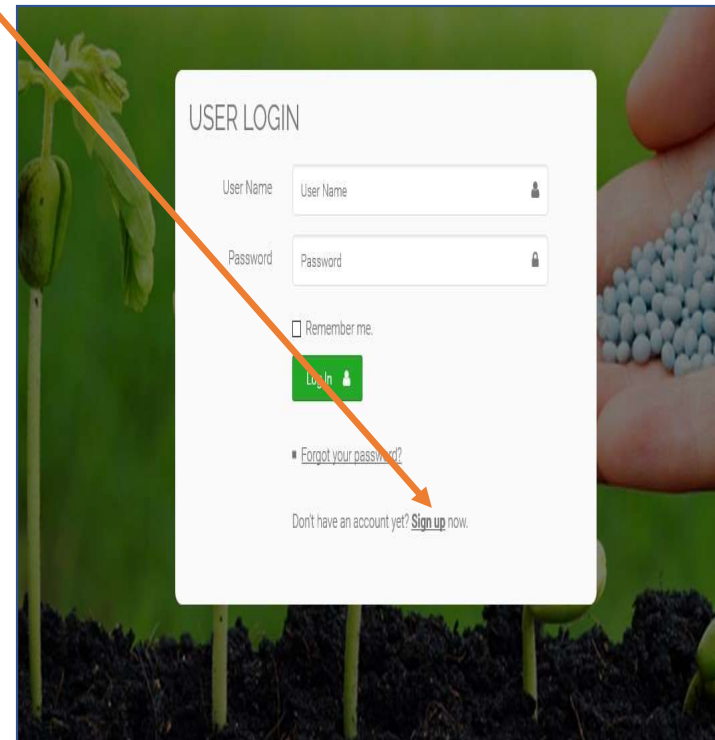 USER LOGIN
User Name User Name
Password Password
Remember me.
Log In
Forgot your password?
Don't have an account yet? Sign up now.